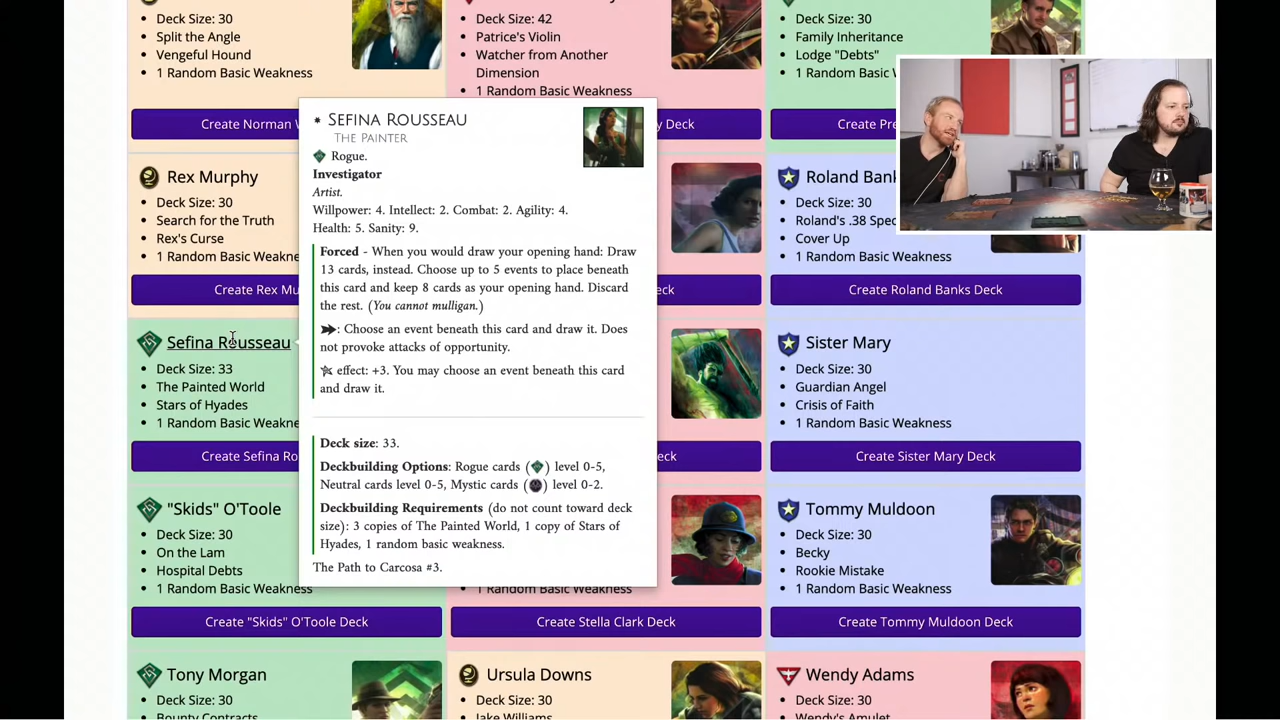 Deck Size: 30
Split the Angle
Vengeful Hound
1 Random Basic Weakness
Create Norman
Deck Size: 42
Patrice's Violin
Watcher from Another
Dimension
1 Random Basic Weakness
Deck
Deck Size: 30
Family Inheritance
Lodge "Debts"
1 Random Basic
Create
SEFINA ROUSSEAU
THE PAINTER
Rogue.
Investigator
Artist.
Willpower: 4. Intellect: 2. Combat: 2. Agility: 4.
Health: 5. Sanity: 9.
Forced - When you would draw your opening hand: Draw
13 cards, instead. Choose up to 5 events to place beneath
this card and keep 8 cards as your opening hand. Discard
the rest. (You cannot mulligan.)
: Choose an event beneath this card and draw it. Does
not provoke attacks of opportunity.
effect: +3. You may choose an event beneath this card
and draw it.
Deck size: 33.
Deckbuilding Options: Rogue cards ( ) level 0-5,
Neutral cards level 0-5, Mystic cards ( ) level 0-2.
Deckbuilding Requirements (do not count toward deck
size): 3 copies of The Painted World, 1 copy of Stars of
Hyades, 1 random basic weakness.
The Path to Carcosa #3.
Rex Murphy
Deck Size: 30
Search for the Truth
Rex's Curse
1 Random Basic
Create Rex
Roland
Deck Size: 30
Roland's .38
Cover Up
1 Random Basic Weakness
Create Roland Banks Deck
Sefina Rousseau
Deck Size: 33
The Painted World
Stars of Hyades
1 Random Basic
Create Sefina
Sister Mary
Deck Size: 30
Guardian Angel
Crisis of Faith
1 Random Basic Weakness
Create Sister Mary Deck
"Skids" O'Toole
Deck Size: 30
On the Lam
Hospital Debts
1 Random Basic Weakness
Create "Skids" O'Toole Deck
1 Random Basic Weakness
Create Stella Clark Deck
Tommy Muldoon
Deck Size: 30
Becky
Rookie Mistake
1 Random Basic Weakness
Create Tommy Muldoon Deck
Tony Morgan
Deck Size: 30
Bounty Contracts
Ursula Downs
Deck Size: 30
Jake Williams
Wendy Adams
Deck Size: 30
Wendy's Amulet